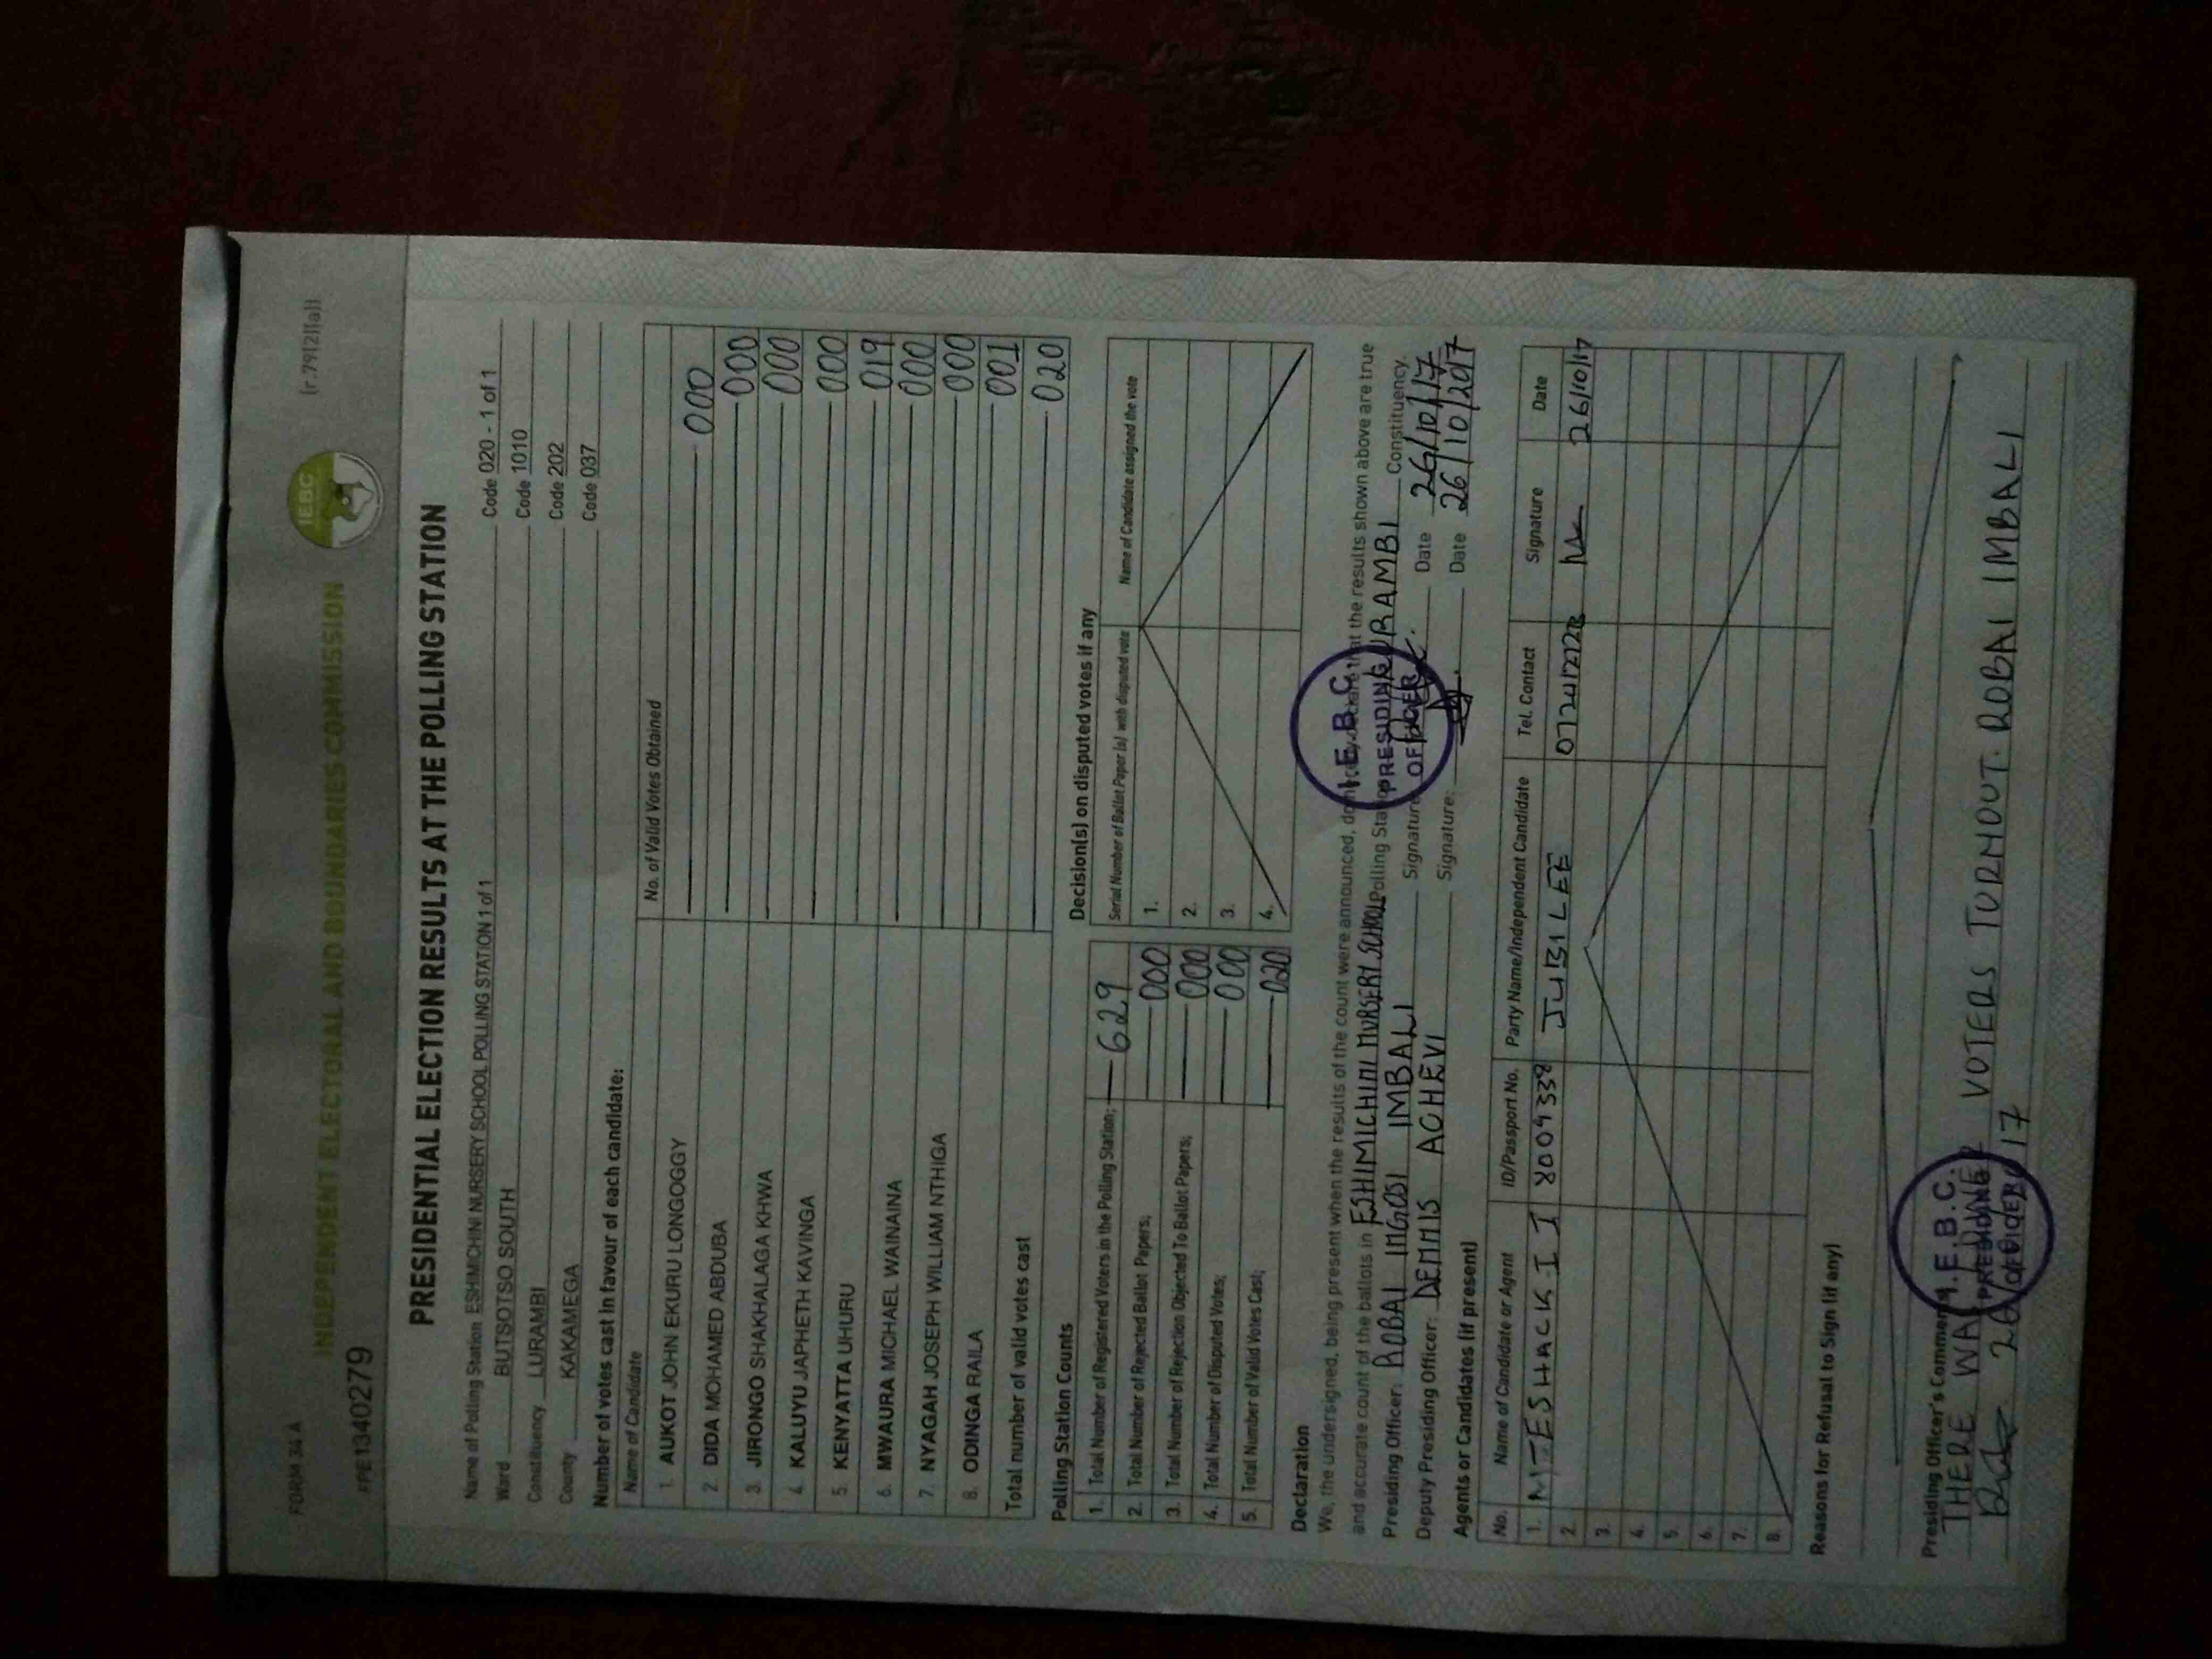 FORM 34 A
(r.79(2)(a))
INDEPENDENT ELECTORAL AND BOUNDARIES COMMISSION
IEBC
PPE1340279
PRESIDENTIAL ELECTION RESULTS AT THE POLLING STATION
Name of Polling Station ESHIMICHINI NURSERY SCHOOL POLLING STATION 1 of 1 Code 020 - 1 of 1
Ward BUTSOTSO SOUTH Code 1010
Constituency LURAMBI Code 202
County KAKAMEGA Code 037
Number of votes cast in favour of each candidate:
Name of Candidate No. of Valid Votes Obtained
1. AUKOT JOHN EKURU LONGOGGY 000
2. DIDA MOHAMED ABDUBA 000
3. JIRONGO SHAKHALAGA KHWA 000
4. KALUYU JAPHETH KAVINGA 000
5. KENYATTA UHURU 019
6. MWAURA MICHAEL WAINAINA 000
7. NYAGAH JOSEPH WILLIAM NTHIGA 000
8. ODINGA RAILA 001
Total number of valid votes cast 020
Polling Station Counts
1. Total Number of Registered Voters in the Polling Station; 629
2. Total Number of Rejected Ballot Papers; 000
3. Total Number of Rejection Objected To Ballot Papers; 000
4. Total Number of Disputed Votes; 000
5. Total Number of Valid Votes Cast; 020
Decision(s) on disputed votes if any
Serial Number of Ballot Paper (s) with disputed vote Name of Candidate assigned the vote
1.
2.
3.
4.
Declaration
We, the undersigned, being present when the results of the count were announced, do hereby declare that the results shown above are true
and accurate count of the ballots in ESHIMICHINI NURSERY SCHOOL Polling Station LURAMBI Constituency.
Presiding Officer: ROBAI INGOSI IMBALI Signature: Date 26/10/17
Deputy Presiding Officer: DENNIS ACHEVI Signature: Date 26/10/2017
I.E.B.C.
PRESIDING
OFFICER
Agents or Candidates (if present)
No. Name of Candidate or Agent ID/Passport No. Party Name/Independent Candidate Tel. Contact Signature Date
1. MESHACK JUBILEE 26/10/17
2.
3.
4.
5.
6.
7.
8.
Reasons for Refusal to Sign (if any)
Presiding Officer's Comments
THERE WAS VOTERS TURNOUT. ROBAI IMBALI
I.E.B.C.
PRESIDING
OFFICER